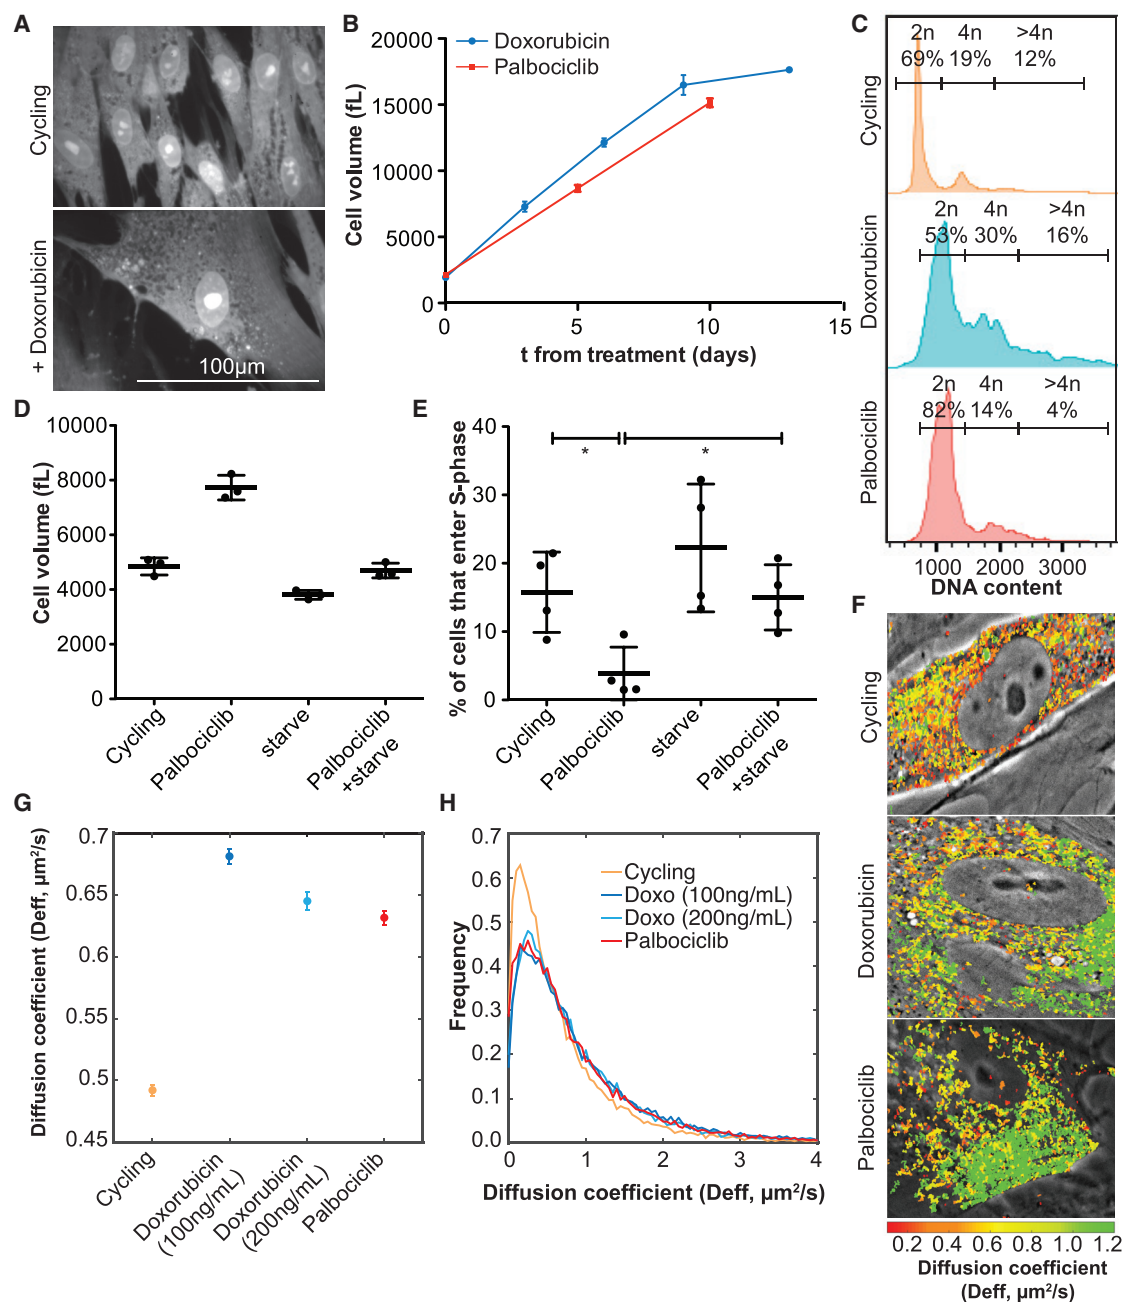 A
Cycling
+ Doxorubicin
100µm
B
20000
15000
10000
5000
0
Cell volume (fL)
Doxorubicin
Palbociclib
0
5
10
15
t from treatment (days)
C
Cycling
2n 4n >4n
69% 19% 12%
Doxorubicin
2n 4n >4n
53% 30% 16%
Palbociclib
2n 4n >4n
82% 14% 4%
1000 2000 3000
DNA content
D
10000
8000
6000
4000
2000
0
Cell volume (fL)
Cycling
Palbociclib
starve
Palbociclib
+starve
E
40
30
20
10
0
% of cells that enter S-phase
*
*
Cycling
Palbociclib
starve
Palbociclib
+starve
F
Cycling
Doxorubicin
Palbociclib
0.2 0.4 0.6 0.8 1.0 1.2
Diffusion coefficient
(Deff, µm²/s)
G
0.7
0.65
0.6
0.55
0.5
0.45
Diffusion coefficient (Deff, µm²/s)
Cycling
Doxorubicin
(100ng/mL)
Doxorubicin
(200ng/mL)
Palbociclib
H
0.7
0.6
0.5
0.4
0.3
0.2
0.1
0.0
Frequency
Cycling
Doxo (100ng/mL)
Doxo (200ng/mL)
Palbociclib
0 1 2 3 4
Diffusion coefficient (Deff, µm²/s)